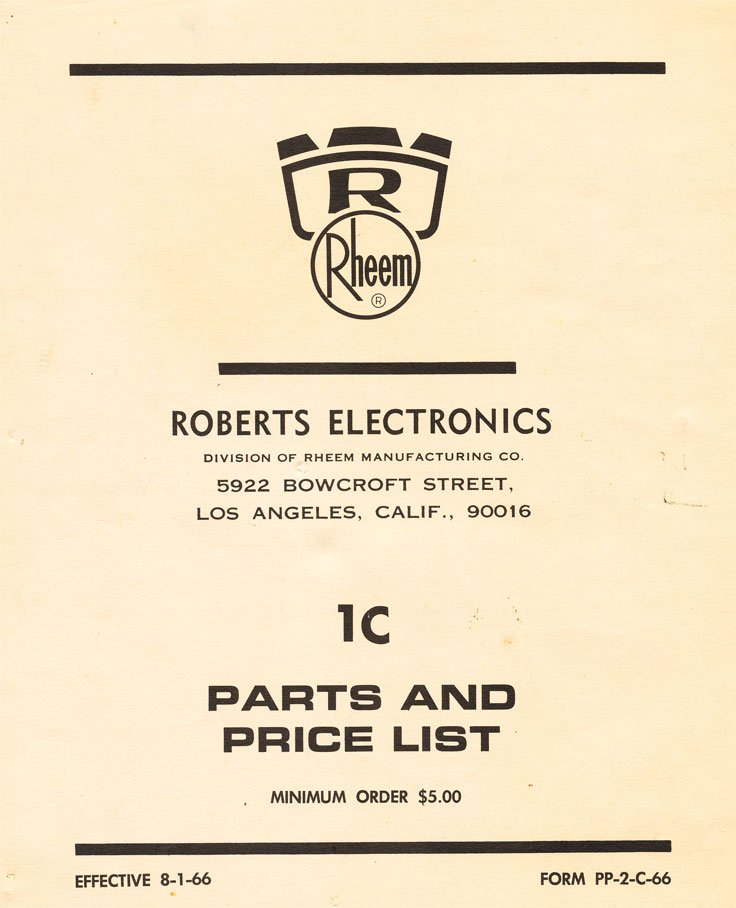 R
Rheem
®
ROBERTS ELECTRONICS
DIVISION OF RHEEM MANUFACTURING CO.
5922 BOWCROFT STREET,
LOS ANGELES, CALIF., 90016
1C
PARTS AND
PRICE LIST
MINIMUM ORDER $5.00
EFFECTIVE 8-1-66
FORM PP-2-C-66